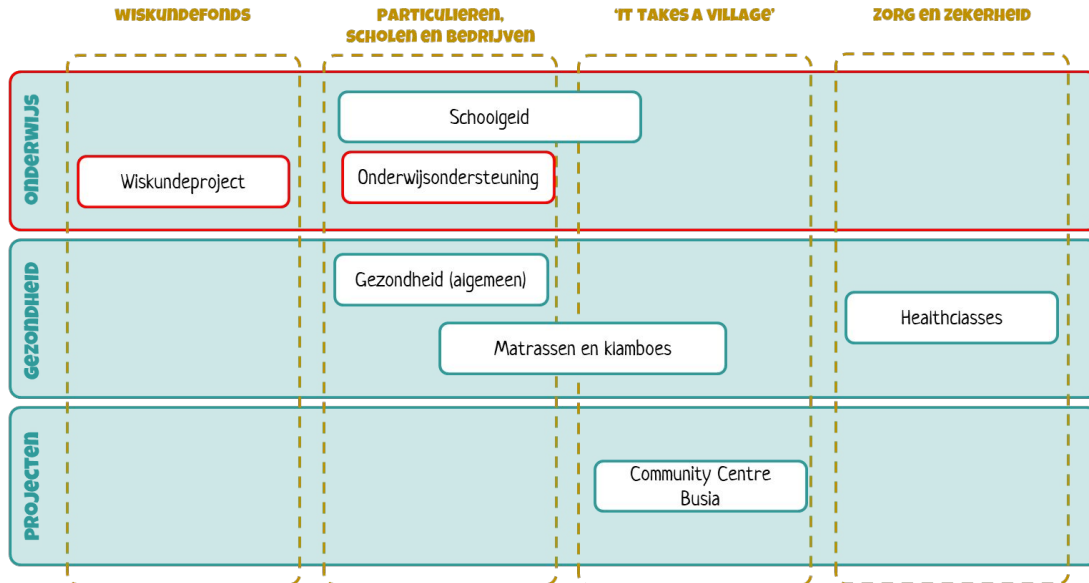 WISKUNDEFONDS
PARTICULIEREN,
SCHOLEN EN BEDRIJVEN
'IT TAKES A VILLAGE'
ZORG EN ZEKERHEID
ONDERWIJS
Schoolgeld
Wiskundeproject
Onderwijsondersteuning
GEZONDHEID
Gezondheid (algemeen)
Healthclasses
Matrassen en klamboes
PROJECTEN
Community Centre
Busia